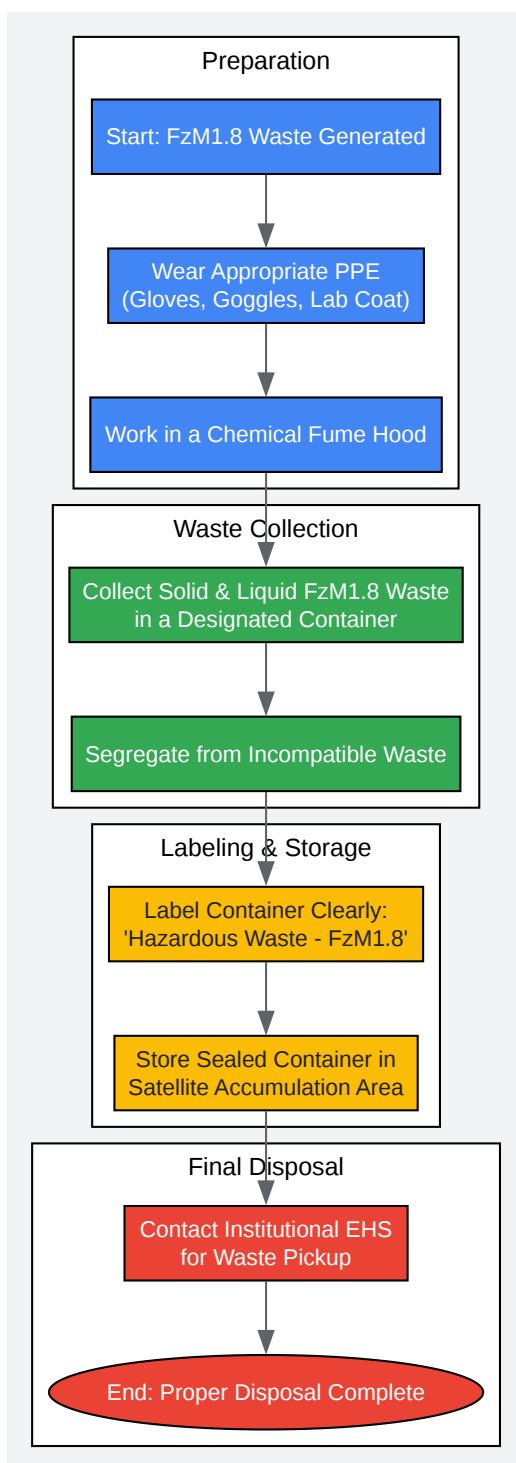 Preparation
Start: FzM1.8 Waste Generated
Wear Appropriate PPE
(Gloves, Goggles, Lab Coat)
Work in a Chemical Fume Hood
Waste Collection
Collect Solid & Liquid FzM1.8 Waste
in a Designated Container
Segregate from Incompatible Waste
Labeling & Storage
Label Container Clearly:
'Hazardous Waste - FzM1.8'
Store Sealed Container in
Satellite Accumulation Area
Final Disposal
Contact Institutional EHS
for Waste Pickup
End: Proper Disposal Complete